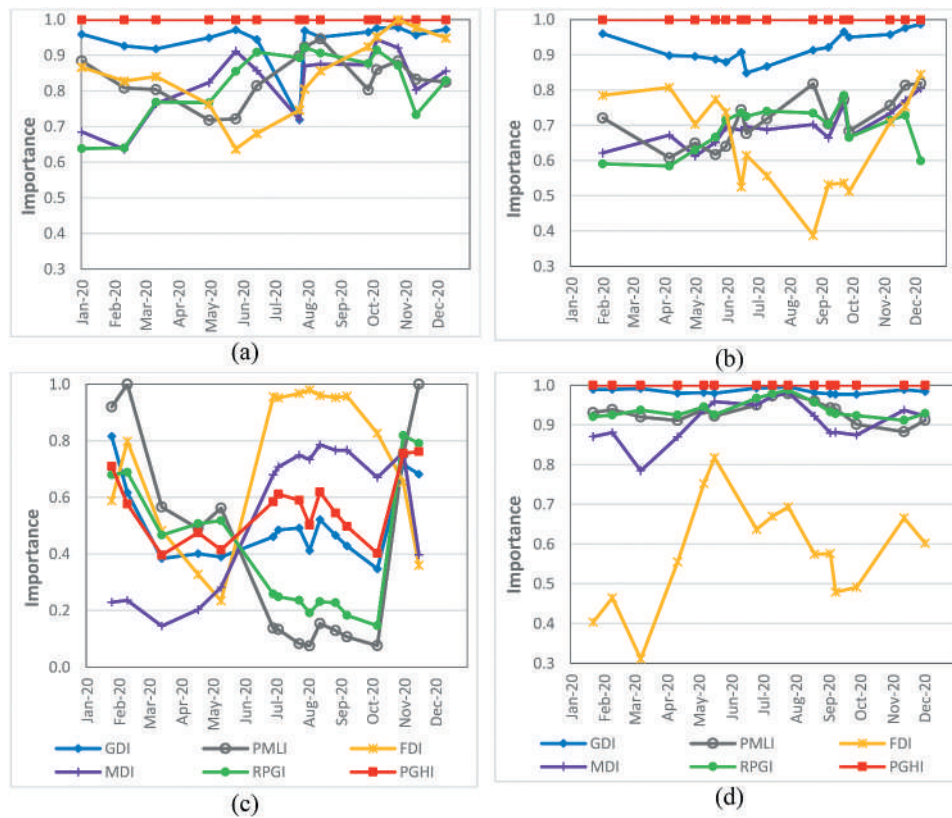 1.0
0.9
0.8
0.7
0.6
0.5
0.4
0.3
Importance
Jan-20
Feb-20
Mar-20
Apr-20
May-20
Jun-20
Jul-20
Aug-20
Sep-20
Oct-20
Nov-20
Dec-20
(a)
1.0
0.9
0.8
0.7
0.6
0.5
0.4
0.3
Importance
Jan-20
Feb-20
Mar-20
Apr-20
May-20
Jun-20
Jul-20
Aug-20
Sep-20
Oct-20
Nov-20
Dec-20
(b)
1.0
0.8
0.6
0.4
0.2
0.0
Importance
Jan-20
Feb-20
Mar-20
Apr-20
May-20
Jun-20
Jul-20
Aug-20
Sep-20
Oct-20
Nov-20
Dec-20
GDI PMLI FDI
MDI RPGI PGHI
(c)
1.0
0.9
0.8
0.7
0.6
0.5
0.4
0.3
Importance
Jan-20
Feb-20
Mar-20
Apr-20
May-20
Jun-20
Jul-20
Aug-20
Sep-20
Oct-20
Nov-20
Dec-20
GDI PMLI FDI
MDI RPGI PGHI
(d)